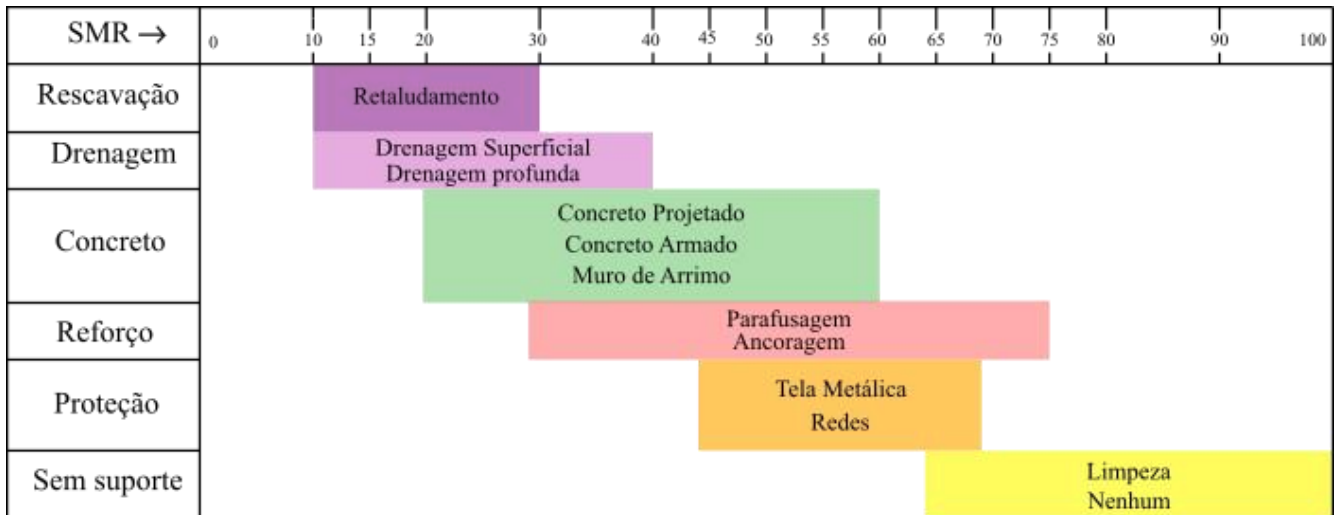 SMR →
0 10 15 20 30 40 45 50 55 60 65 70 75 80 90 100
Rescavação
Retaludamento
Drenagem
Drenagem Superficial
Drenagem profunda
Concreto
Concreto Projetado
Concreto Armado
Muro de Arrimo
Reforço
Parafusagem
Ancoragem
Proteção
Tela Metálica
Redes
Sem suporte
Limpeza
Nenhum